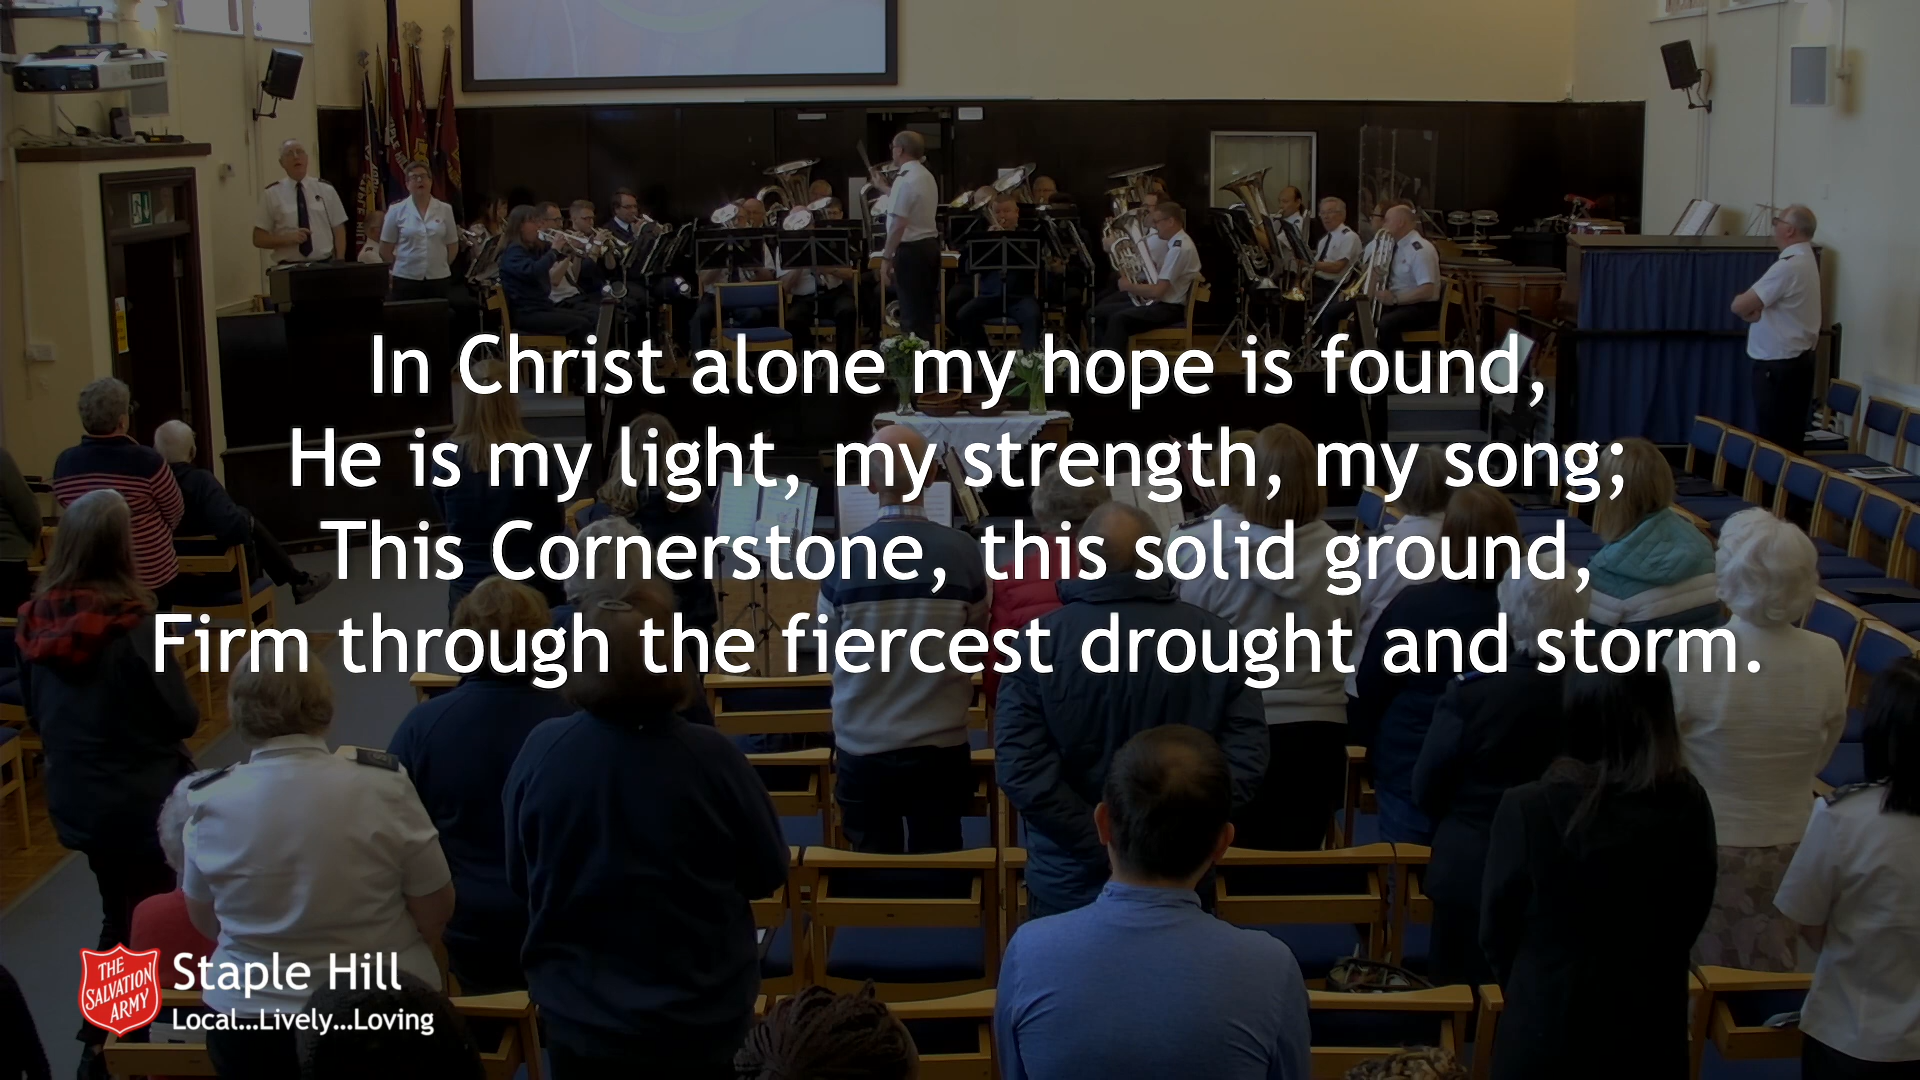 In Christ alone my hope is found,
He is my light, my strength, my song;
This Cornerstone, this solid ground,
Firm through the fiercest drought and storm.
THE
SALVATION
ARMY
Staple Hill
Local...Lively...Loving